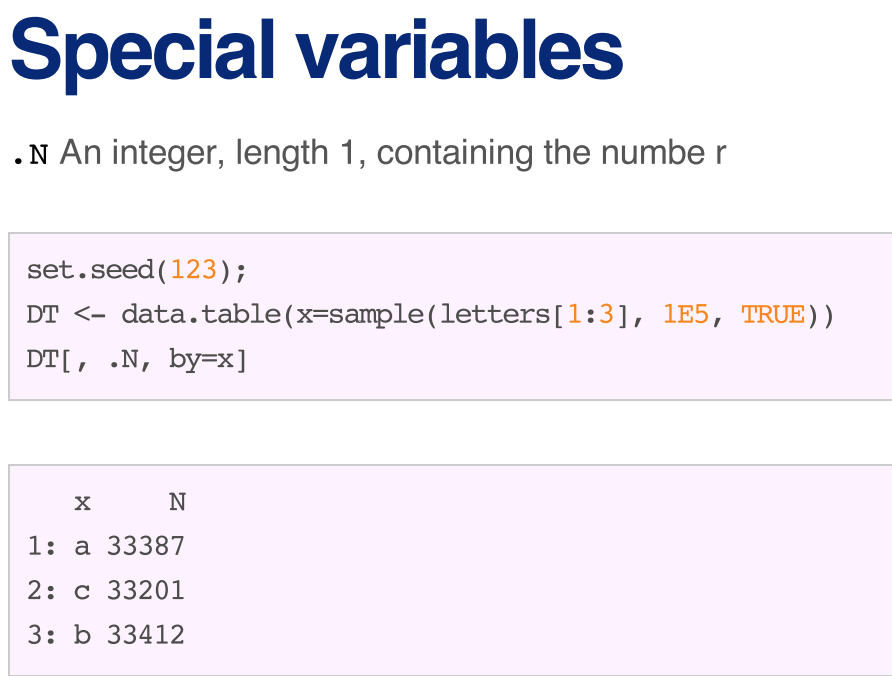 Special variables
.N An integer, length 1, containing the numbe r
set.seed(123);
DT <- data.table(x=sample(letters[1:3], 1E5, TRUE))
DT[, .N, by=x]
   x     N
1: a 33387
2: c 33201
3: b 33412